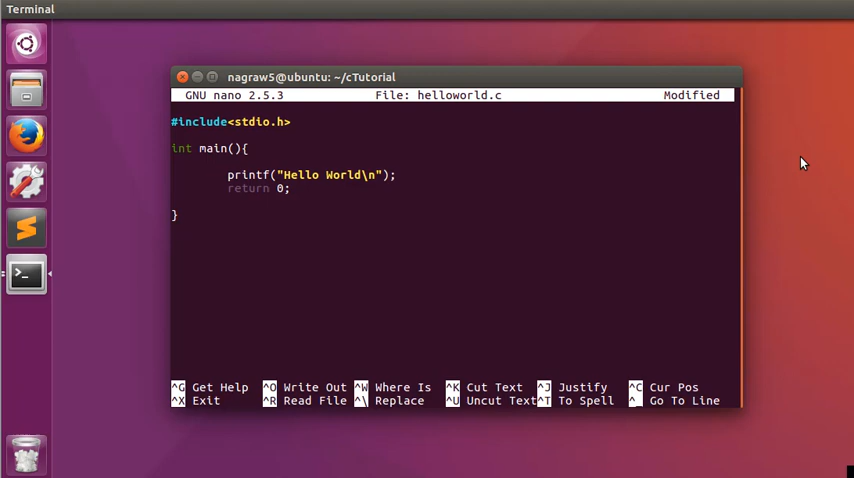 Terminal
nagraw5@ubuntu: ~/cTutorial
GNU nano 2.5.3 File: helloworld.c Modified
#include<stdio.h>
int main(){
printf("Hello World\n");
return 0;
}
^G Get Help ^O Write Out ^W Where Is ^K Cut Text ^J Justify ^C Cur Pos
^X Exit ^R Read File ^\ Replace ^U Uncut Text ^T To Spell ^_ Go To Line